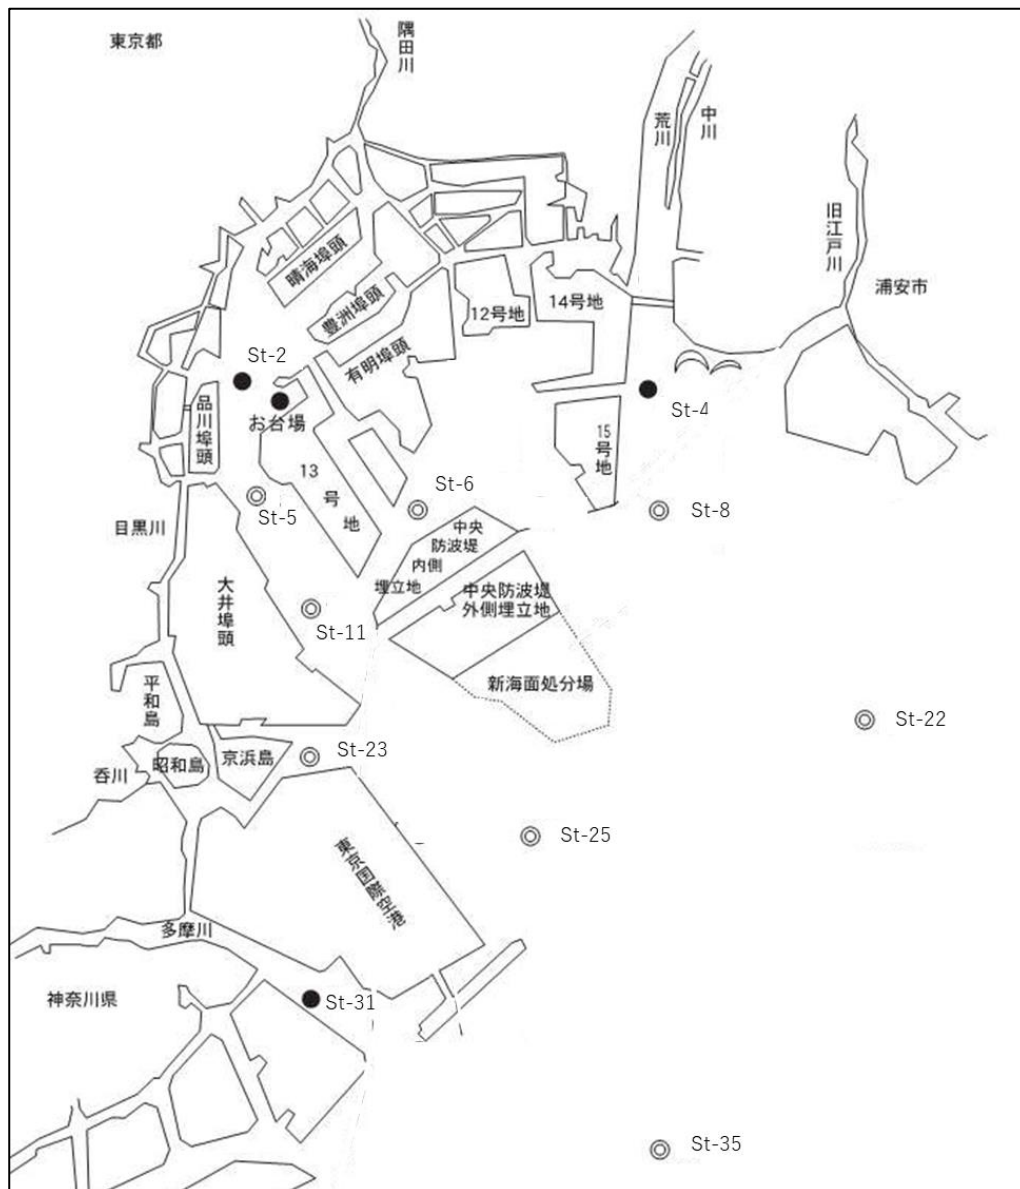 東京都
隅田川
荒川
中川
旧江戸川
浦安市
晴海埠頭
豊洲埠頭
有明埠頭
12号地
14号地
St-2
お台場
品川埠頭
St-4
15号地
13号地
St-5
St-6
St-8
目黒川
中央
防波堤
内側
埋立地
中央防波堤
外側埋立地
大井埠頭
St-11
新海面処分場
平和島
St-22
St-23
昭和島
京浜島
呑川
St-25
東京国際空港
多摩川
神奈川県
St-31
St-35